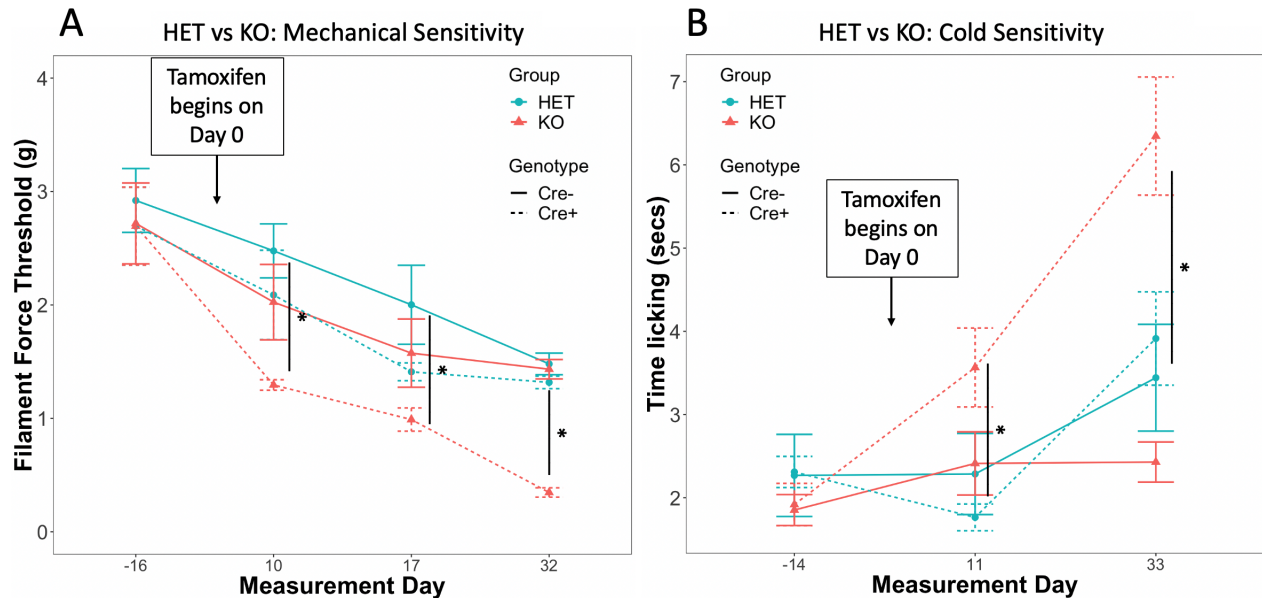 A
HET vs KO: Mechanical Sensitivity
Tamoxifen
begins on
Day 0
Group
HET
KO
Genotype
Cre-
Cre+
Filament Force Threshold (g)
4
3
2
1
0
*
*
*
-16 10 17 32
Measurement Day
B
HET vs KO: Cold Sensitivity
Group
HET
KO
Genotype
Cre-
Cre+
Tamoxifen
begins on
Day 0
Time licking (secs)
7
6
5
4
3
2
*
*
-14 11 33
Measurement Day